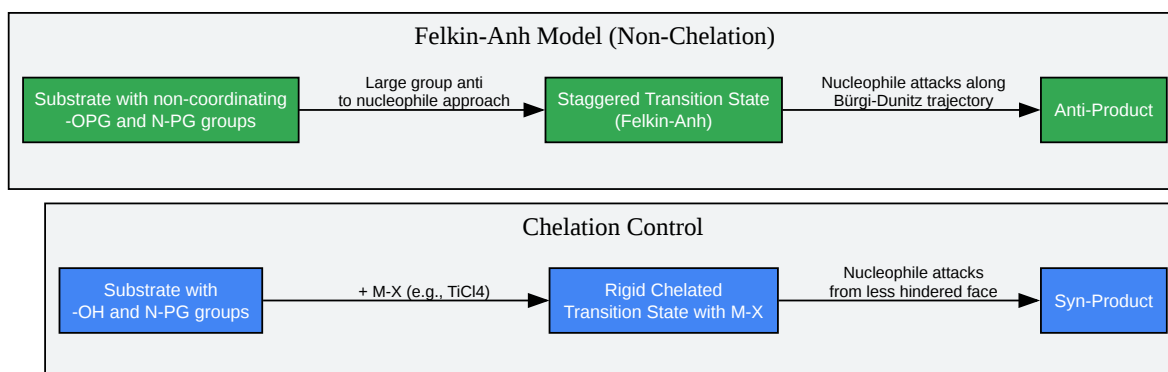 Felkin-Anh Model (Non-Chelation)
Substrate with non-coordinating
-OPG and N-PG groups
Large group anti
to nucleophile approach
Staggered Transition State
(Felkin-Anh)
Nucleophile attacks along
Bürgi-Dunitz trajectory
Anti-Product
Chelation Control
Substrate with
-OH and N-PG groups
+ M-X (e.g., TiCl4)
Rigid Chelated
Transition State with M-X
Nucleophile attacks
from less hindered face
Syn-Product